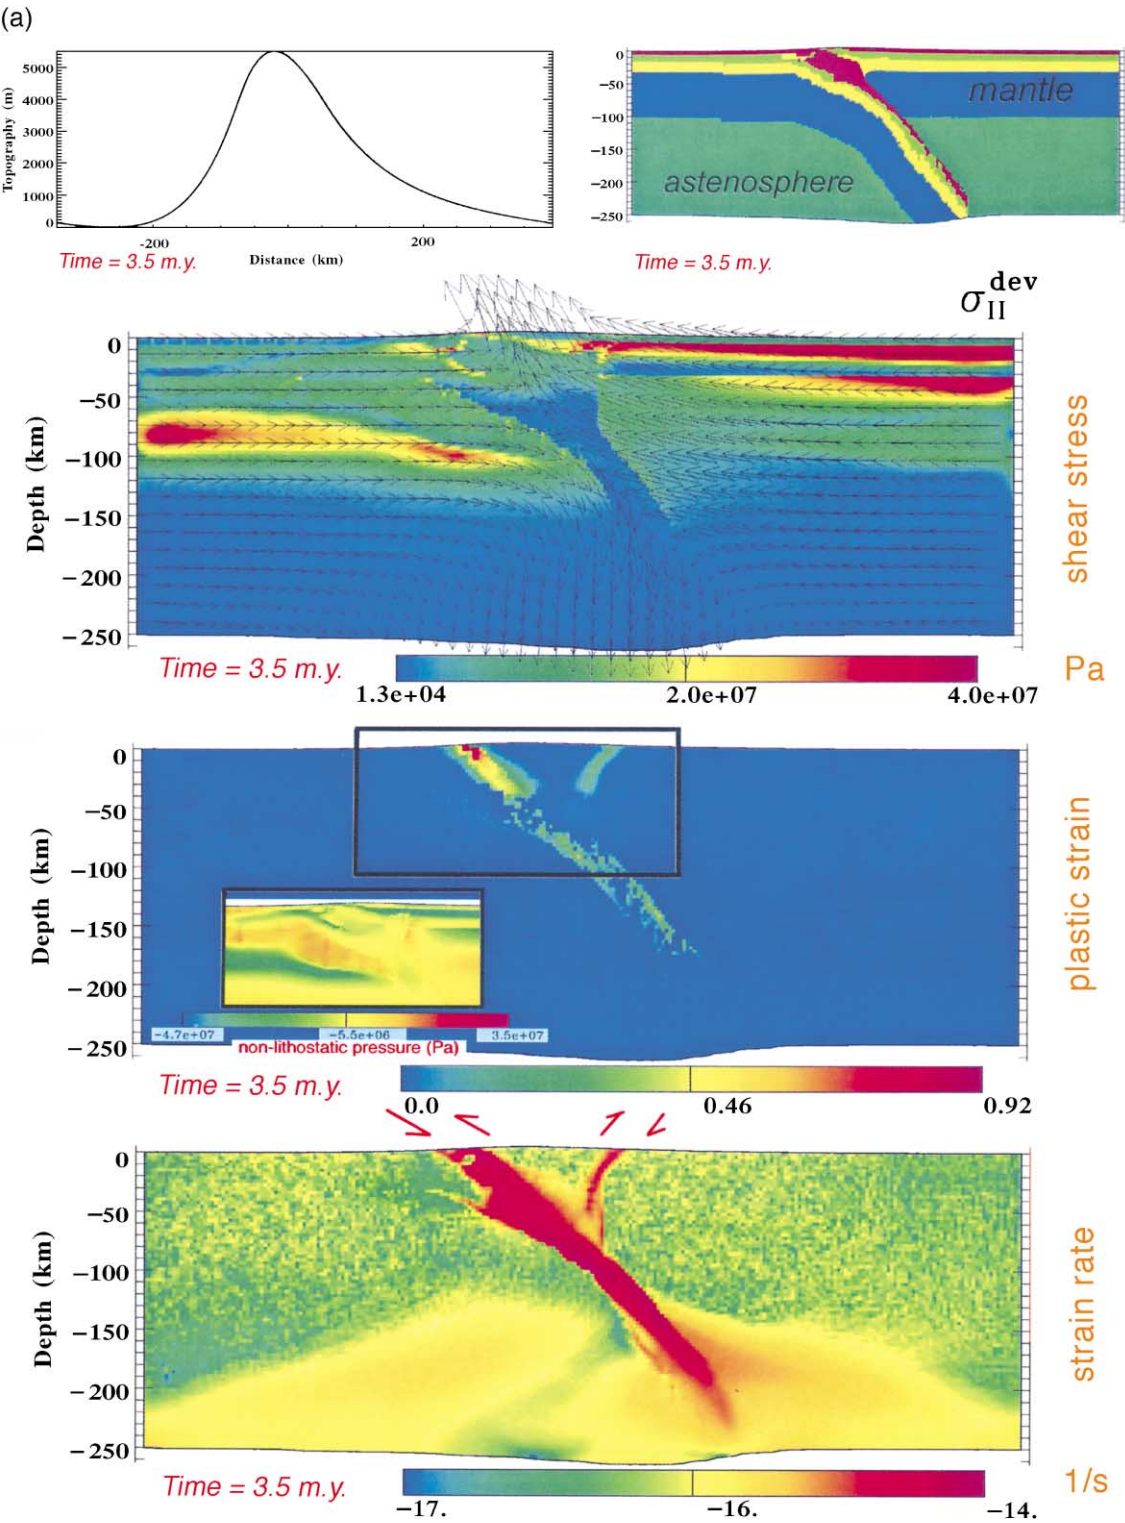 (a)
5000
4000
3000
2000
1000
0
Topography (m)
-200
200
Distance (km)
Time = 3.5 m.y.
0
−50
−100
−150
−200
−250
mantle
astenosphere
Time = 3.5 m.y.
σ II dev
0
−50
−100
−150
−200
−250
Depth (km)
shear stress
Time = 3.5 m.y.
Pa
1.3e+04 2.0e+07 4.0e+07
0
−50
−100
−150
−200
−250
Depth (km)
plastic strain
−4.7e+07 −5.5e+06 3.5e+07
non-lithostatic pressure (Pa)
Time = 3.5 m.y.
0.0 0.46 0.92
0
−50
−100
−150
−200
−250
Depth (km)
strain rate
Time = 3.5 m.y.
1/s
−17. −16. −14.